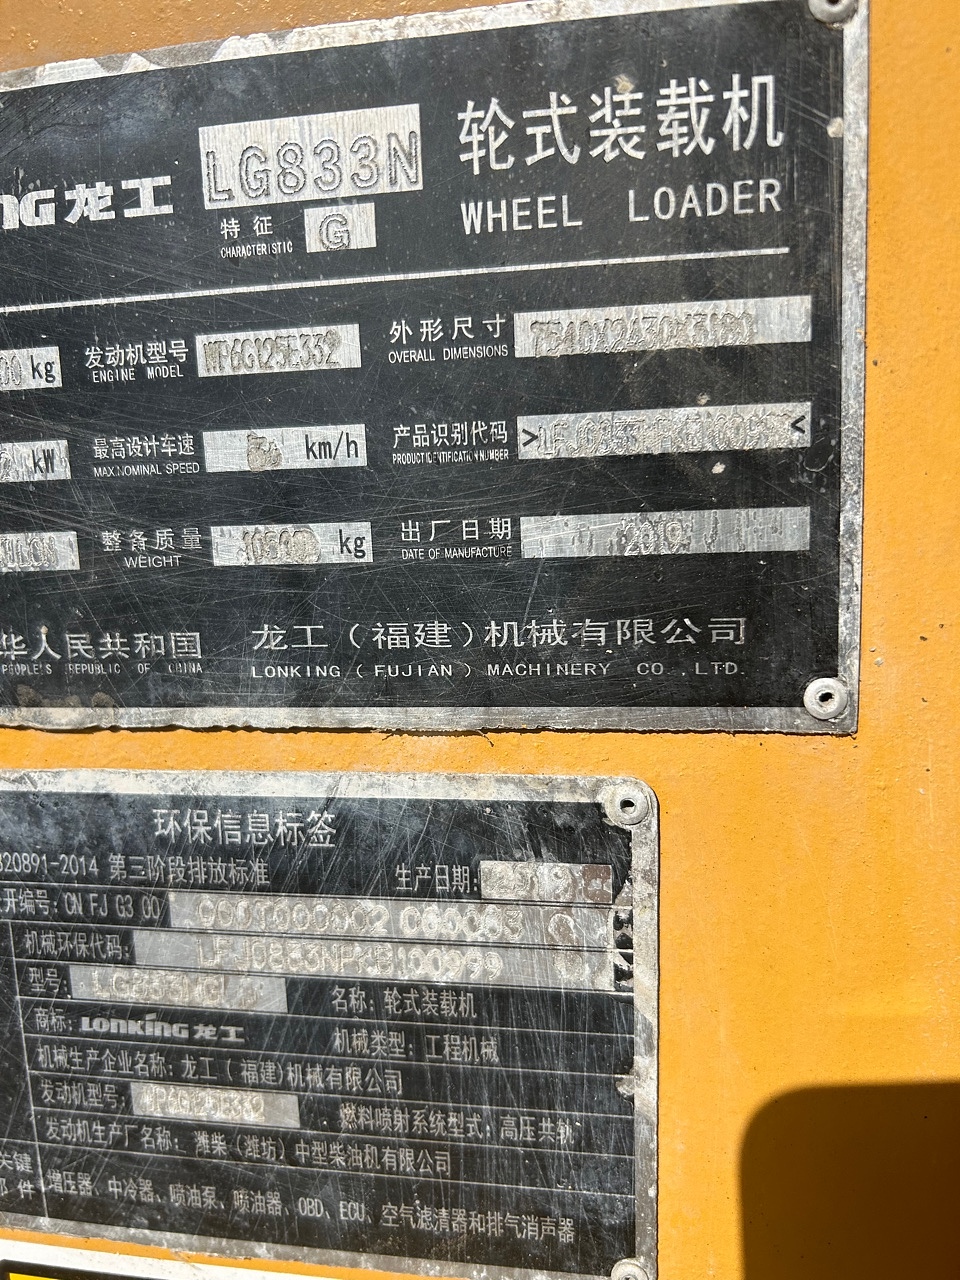 LG833N 轮式装载机
NG 龙工
特征 G
CHARACTERISTIC
WHEEL LOADER
kg 发动机型号 WP6G125E332 外形尺寸
ENGINE MODEL OVERALL DIMENSIONS
kW 最高设计车速 km/h 产品识别代码 > <
MAX.NOMINAL SPEED PRODUCT IDENTIFICATION NUMBER
整备质量 kg 出厂日期 2019
WEIGHT DATE OF MANUFACTURE
华人民共和国 龙工（福建）机械有限公司
PEOPLE'S REPUBLIC OF CHINA LONKING ( FUJIAN ) MACHINERY CO.,LTD.
环保信息标签
320891-2014 第三阶段排放标准 生产日期:
开编号: CN FJ G3 00
机械环保代码: LFJ0833NPKB100999
型号: 名称: 轮式装载机
商标: LONKING 龙工 机械类型: 工程机械
机械生产企业名称: 龙工（福建）机械有限公司
发动机型号: WP6G125E332 燃料喷射系统型式: 高压共轨
发动机生产厂名称: 潍柴（潍坊）中型柴油机有限公司
关键部件 增压器、中冷器、喷油泵、喷油器、OBD、ECU、空气滤清器和排气消声器